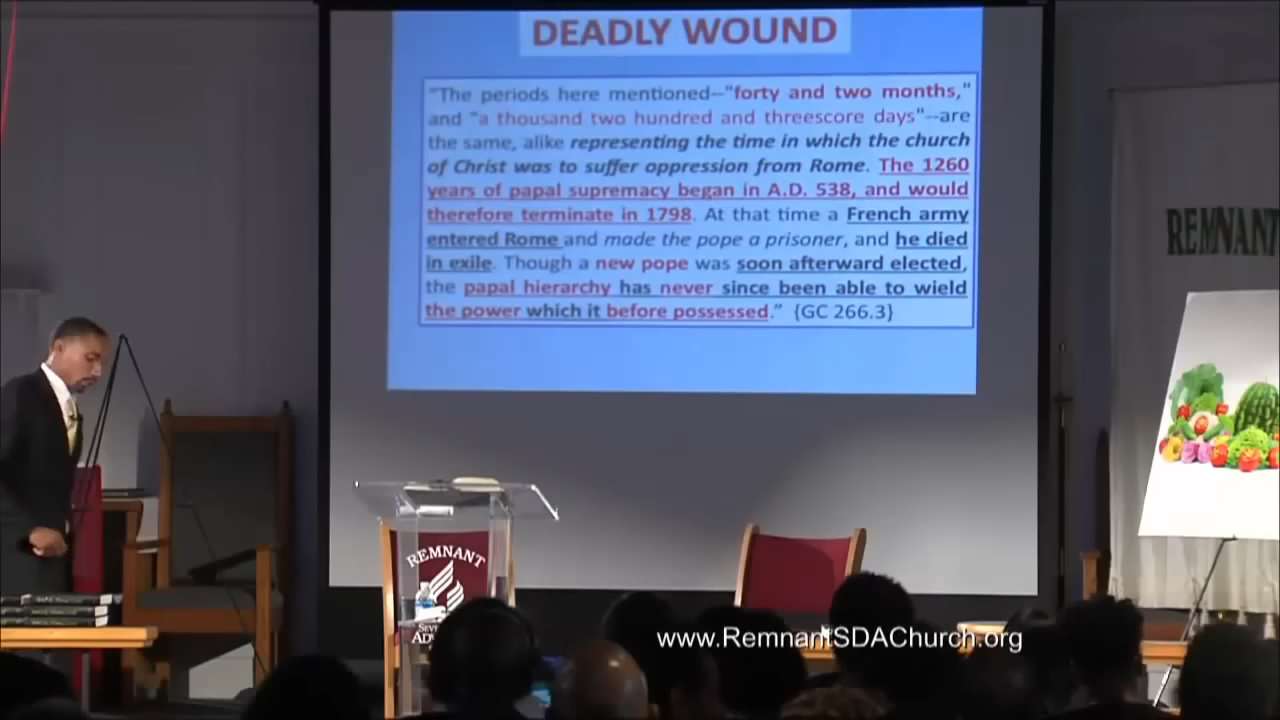 DEADLY WOUND
"The periods here mentioned--"forty and two months,"
and "a thousand two hundred and threescore days"--are
the same, alike representing the time in which the church
of Christ was to suffer oppression from Rome. The 1260
years of papal supremacy began in A.D. 538, and would
therefore terminate in 1798. At that time a French army
entered Rome and made the pope a prisoner, and he died
in exile. Though a new pope was soon afterward elected,
the papal hierarchy has never since been able to wield
the power which it before possessed." {GC 266.3}
REMNANT
REMNANT
www.RemnantSDAChurch.org